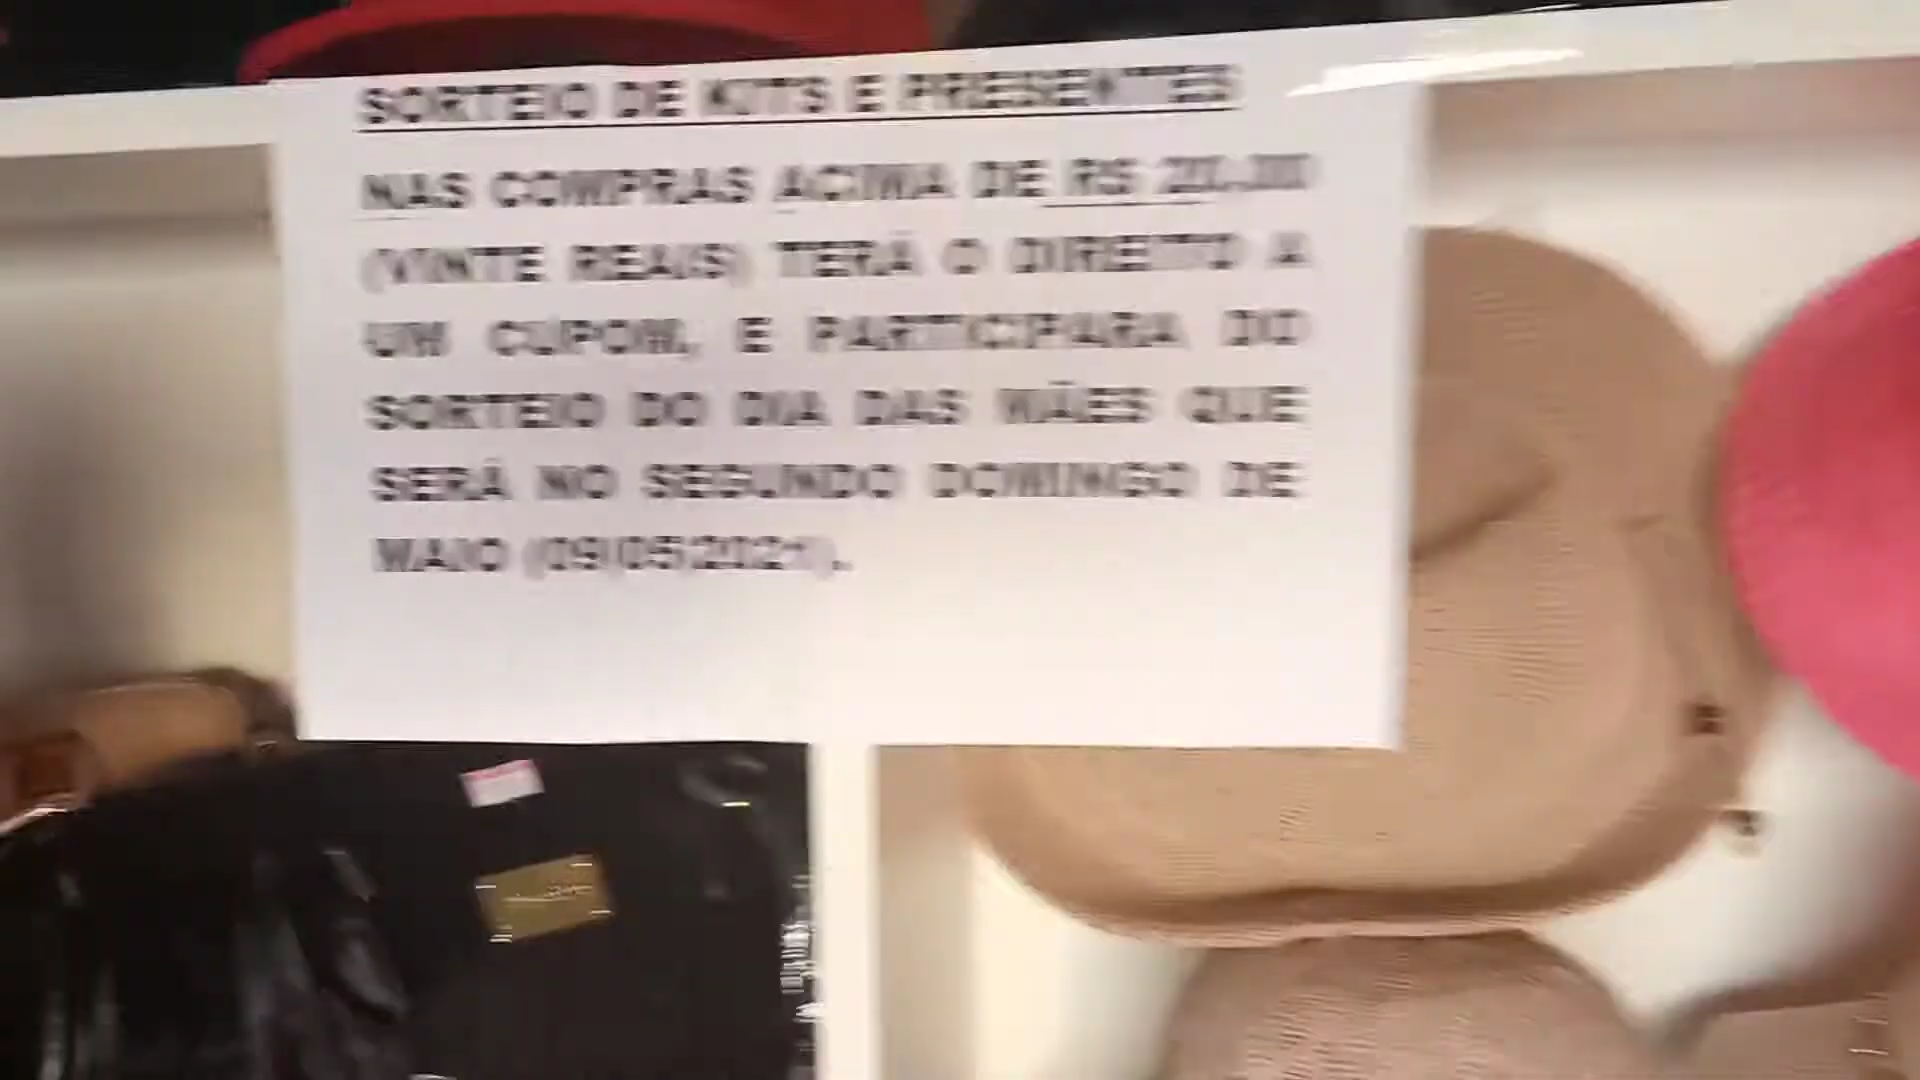 SORTEIO DE KITS E PRESENTES
NAS COMPRAS ACIMA DE R$ 20,00
(VINTE REAIS) TERÁ O DIREITO A
UM CUPOM, E PARTICIPARA DO
SORTEIO DO DIA DAS MÃES QUE
SERÁ NO SEGUNDO DOMINGO DE
MAIO (09/05/2021).